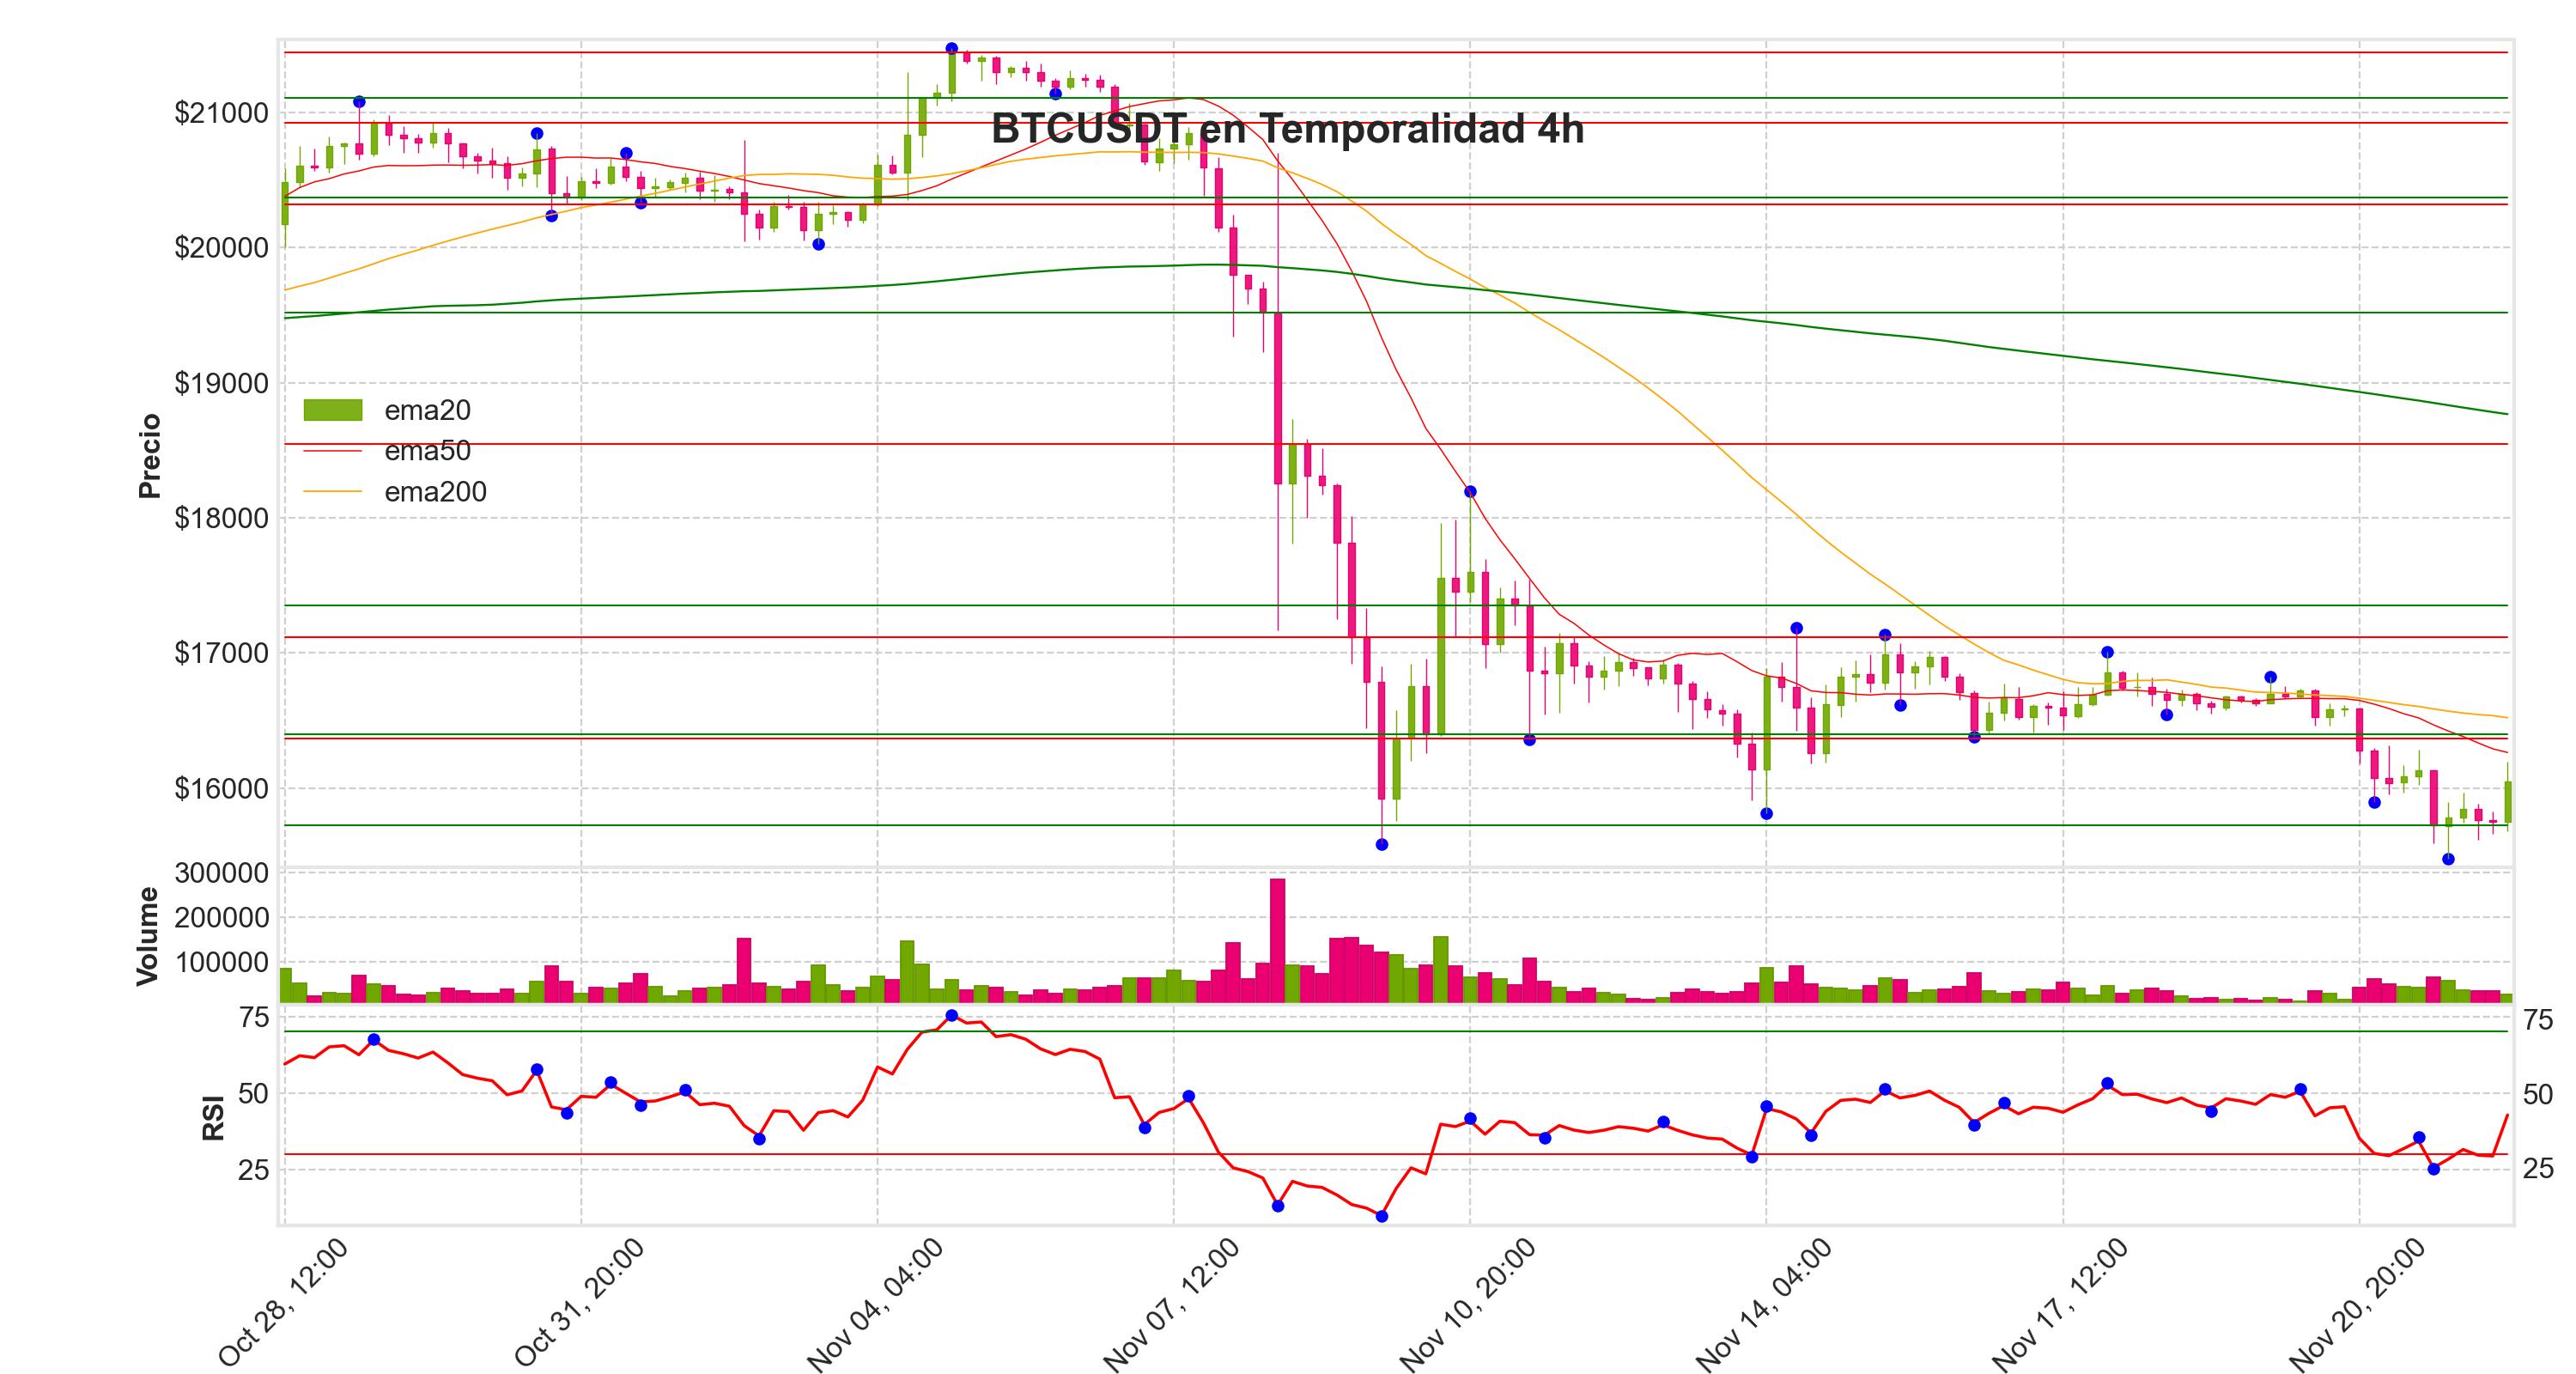 BTCUSDT en Temporalidad 4h
$21000
$20000
$19000
$18000
$17000
$16000
Precio
ema20
ema50
ema200
300000
200000
100000
Volume
75
50
25
RSI
75
50
25
Oct 28, 12:00
Oct 31, 20:00
Nov 04, 04:00
Nov 07, 12:00
Nov 10, 20:00
Nov 14, 04:00
Nov 17, 12:00
Nov 20, 20:00